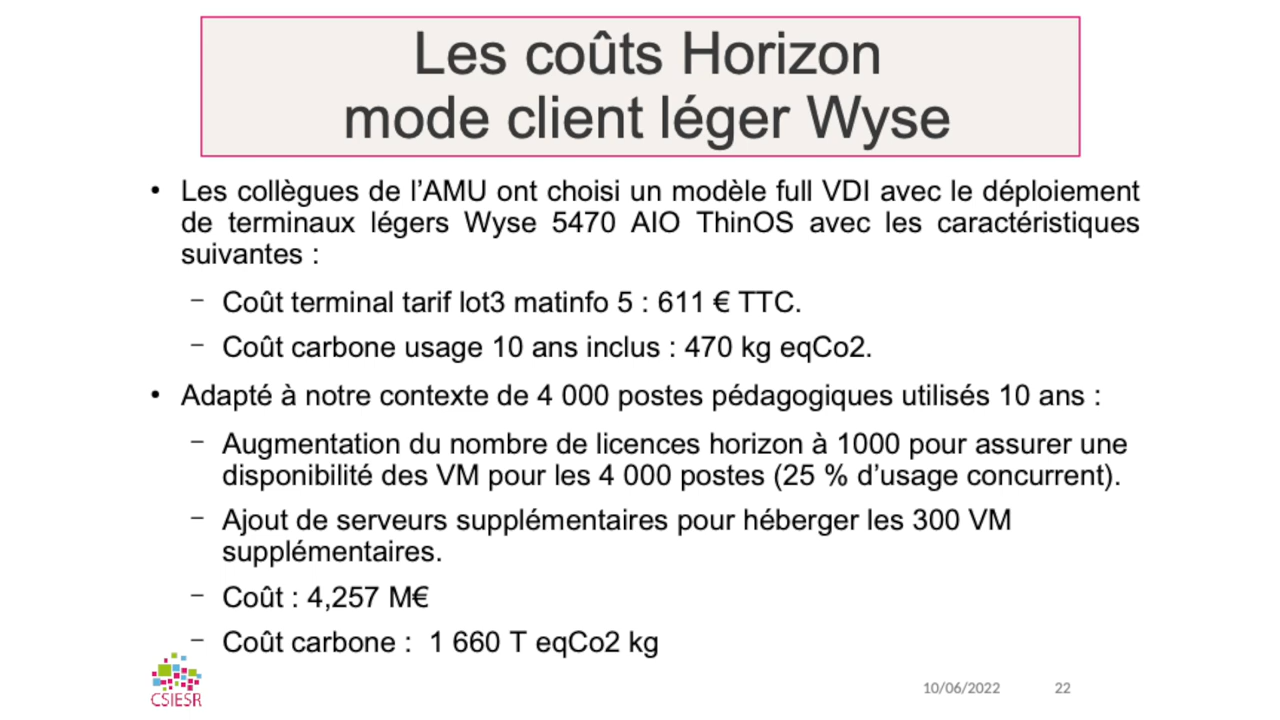 Les coûts Horizon
mode client léger Wyse
• Les collègues de l’AMU ont choisi un modèle full VDI avec le déploiement
de terminaux légers Wyse 5470 AIO ThinOS avec les caractéristiques
suivantes :
– Coût terminal tarif lot3 matinfo 5 : 611 € TTC.
– Coût carbone usage 10 ans inclus : 470 kg eqCo2.
• Adapté à notre contexte de 4 000 postes pédagogiques utilisés 10 ans :
– Augmentation du nombre de licences horizon à 1000 pour assurer une
disponibilité des VM pour les 4 000 postes (25 % d’usage concurrent).
– Ajout de serveurs supplémentaires pour héberger les 300 VM
supplémentaires.
– Coût : 4,257 M€
– Coût carbone : 1 660 T eqCo2 kg
CSIESR
10/06/2022 22